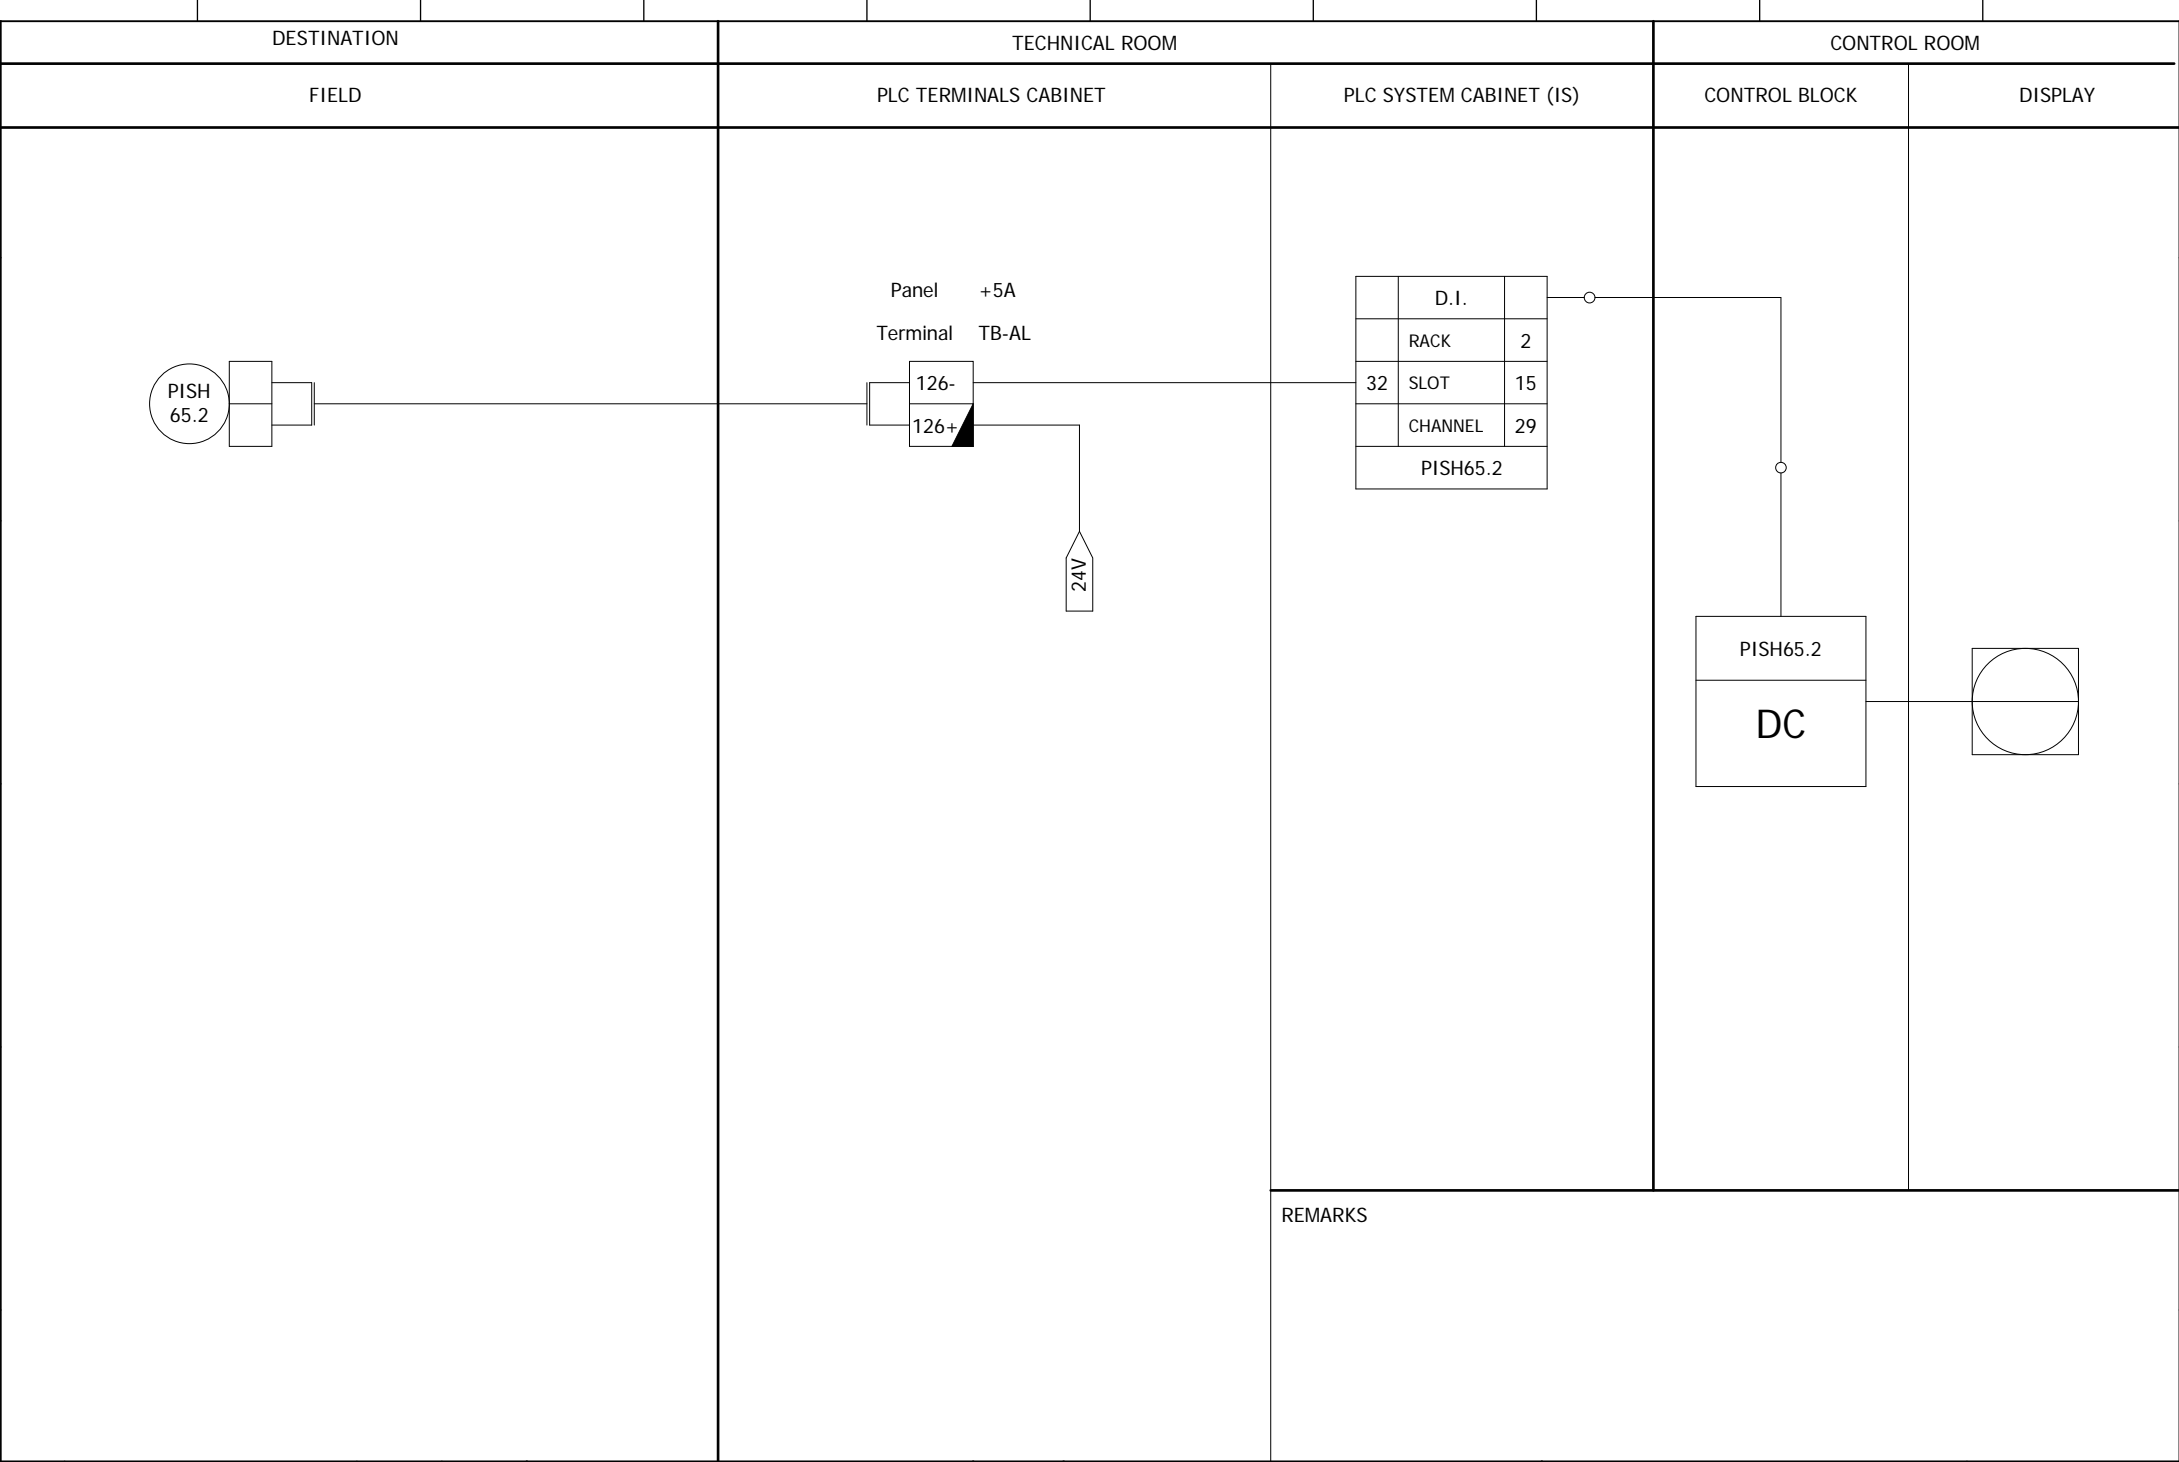 DESTINATION
TECHNICAL ROOM
CONTROL ROOM
FIELD
PLC TERMINALS CABINET
PLC SYSTEM CABINET (IS)
CONTROL BLOCK
DISPLAY
PISH
65.2
Panel +5A
Terminal TB-AL
126-
126+
24V
D.I.
RACK 2
32 SLOT 15
CHANNEL 29
PISH65.2
PISH65.2
DC
REMARKS